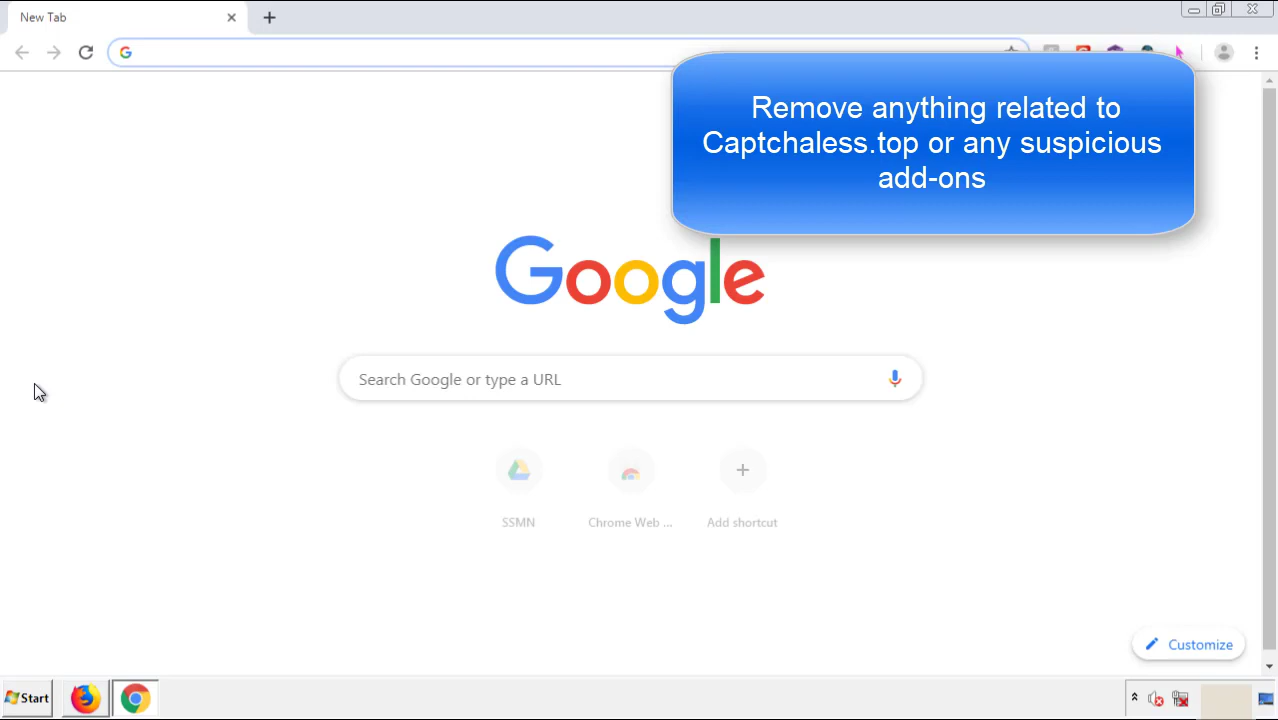 New Tab
Remove anything related to
Captchaless.top or any suspicious
add-ons
Google
Search Google or type a URL
SSMN
Chrome Web ...
Add shortcut
Customize
Start